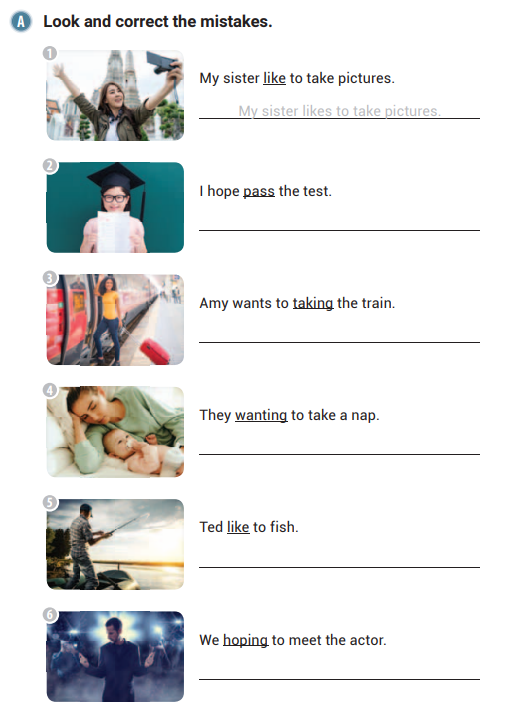 A Look and correct the mistakes.
1
My sister like to take pictures.
My sister likes to take pictures.
2
I hope pass the test.
3
Amy wants to taking the train.
4
They wanting to take a nap.
5
Ted like to fish.
6
We hoping to meet the actor.